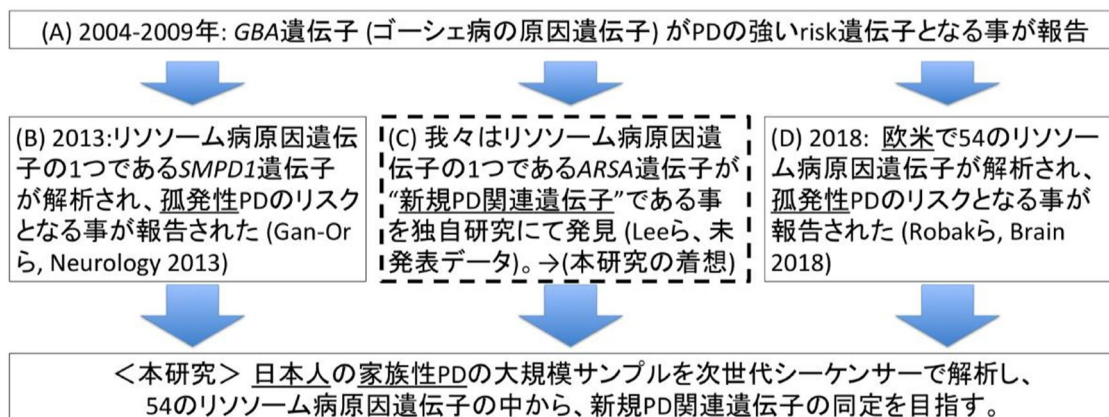 (A) 2004-2009年: GBA遺伝子 (ゴーシェ病の原因遺伝子) がPDの強いrisk遺伝子となる事が報告
(B) 2013:リソソーム病原因遺伝
子の1つであるSMPD1遺伝子
が解析され、孤発性PDのリスク
となる事が報告された (Gan-Or
ら, Neurology 2013)
(C) 我々はリソソーム病原因遺
伝子の1つであるARSA遺伝子が
“新規PD関連遺伝子”である事
を独自研究にて発見 (Leeら、未
発表データ)。→(本研究の着想)
(D) 2018: 欧米で54のリソソー
ム病原因遺伝子が解析され、
孤発性PDのリスクとなる事が
報告された (Robakら, Brain
2018)
＜本研究＞ 日本人の家族性PDの大規模サンプルを次世代シーケンサーで解析し、
54のリソソーム病原因遺伝子の中から、新規PD関連遺伝子の同定を目指す。